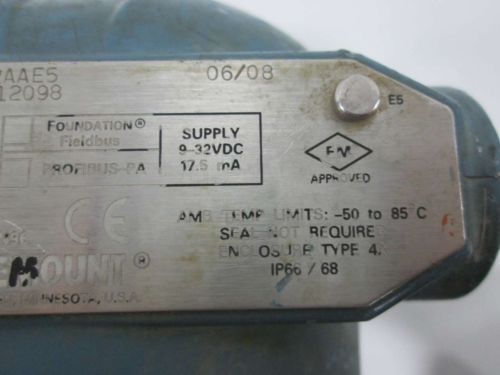 AAE5 06/08
12098
E5
FOUNDATION® SUPPLY
Fieldbus 9-32VDC
PROFIBUS-PA 17.5 mA
FM
APPROVED
CE
AMB TEMP LIMITS: -50 to 85°C
SEAL NOT REQUIRED
ENCLOSURE TYPE 4
MOUNT® IP66 / 68
MINNESOTA, U.S.A.